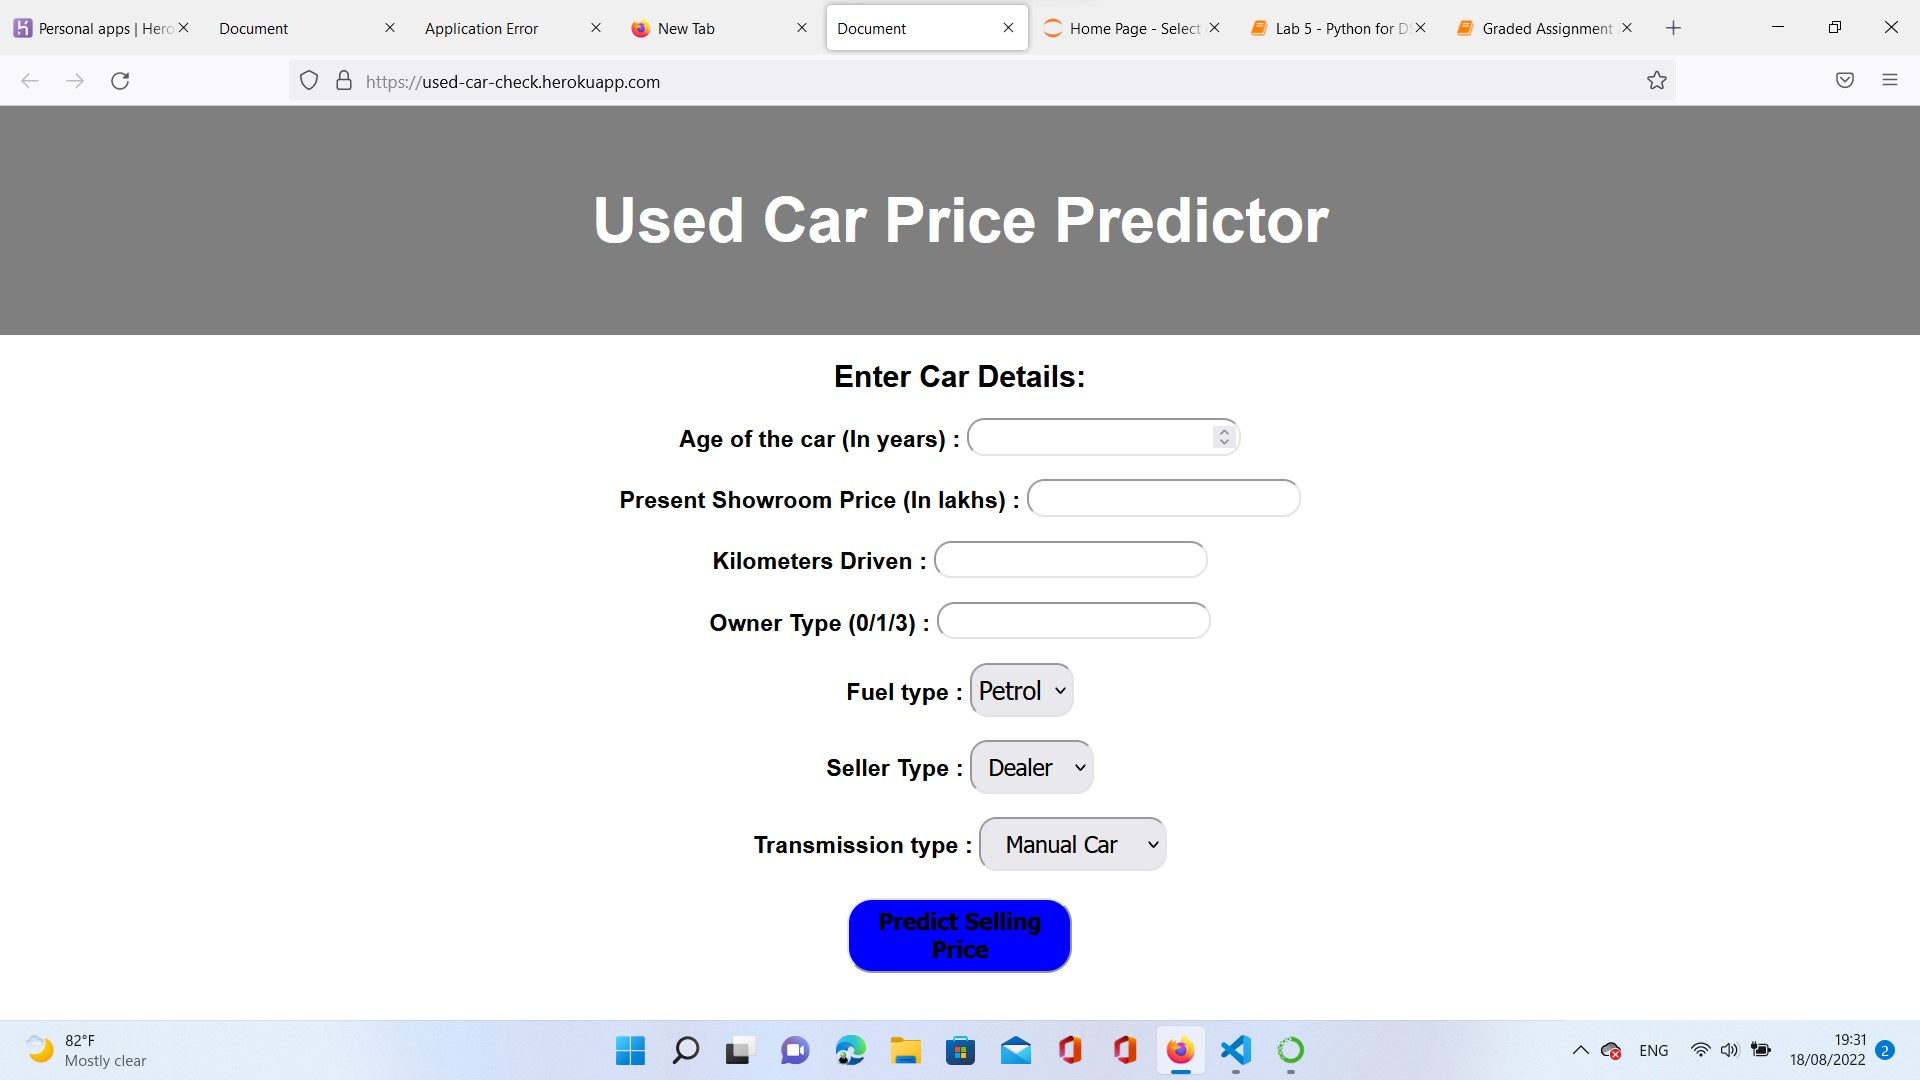 Personal apps | Hero
Document
Application Error
New Tab
Document
Home Page - Select
Lab 5 - Python for DS
Graded Assignment
https://used-car-check.herokuapp.com
Used Car Price Predictor
Enter Car Details:
Age of the car (In years) :
Present Showroom Price (In lakhs) :
Kilometers Driven :
Owner Type (0/1/3) :
Fuel type : Petrol
Seller Type : Dealer
Transmission type : Manual Car
Predict Selling
Price
82°F
Mostly clear
ENG
19:31
18/08/2022
2